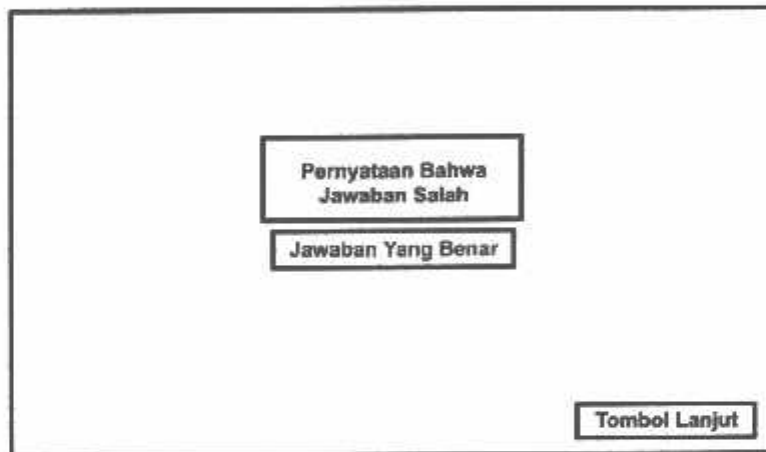 Pernyataan Bahwa
Jawaban Salah
Jawaban Yang Benar
Tombol Lanjut